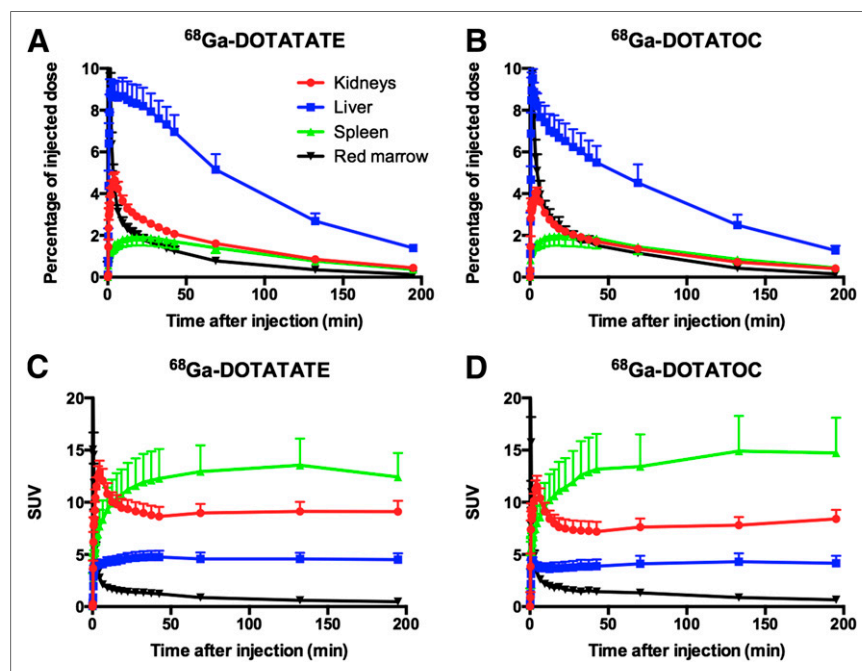 A
⁶⁸Ga-DOTATATE
Percentage of injected dose
10
8
6
4
2
0
0 50 100 150 200
Time after injection (min)
Kidneys
Liver
Spleen
Red marrow
B
⁶⁸Ga-DOTATOC
Percentage of injected dose
10
8
6
4
2
0
0 50 100 150 200
Time after injection (min)
C
⁶⁸Ga-DOTATATE
SUV
20
15
10
5
0
0 50 100 150 200
Time after injection (min)
D
⁶⁸Ga-DOTATOC
SUV
20
15
10
5
0
0 50 100 150 200
Time after injection (min)